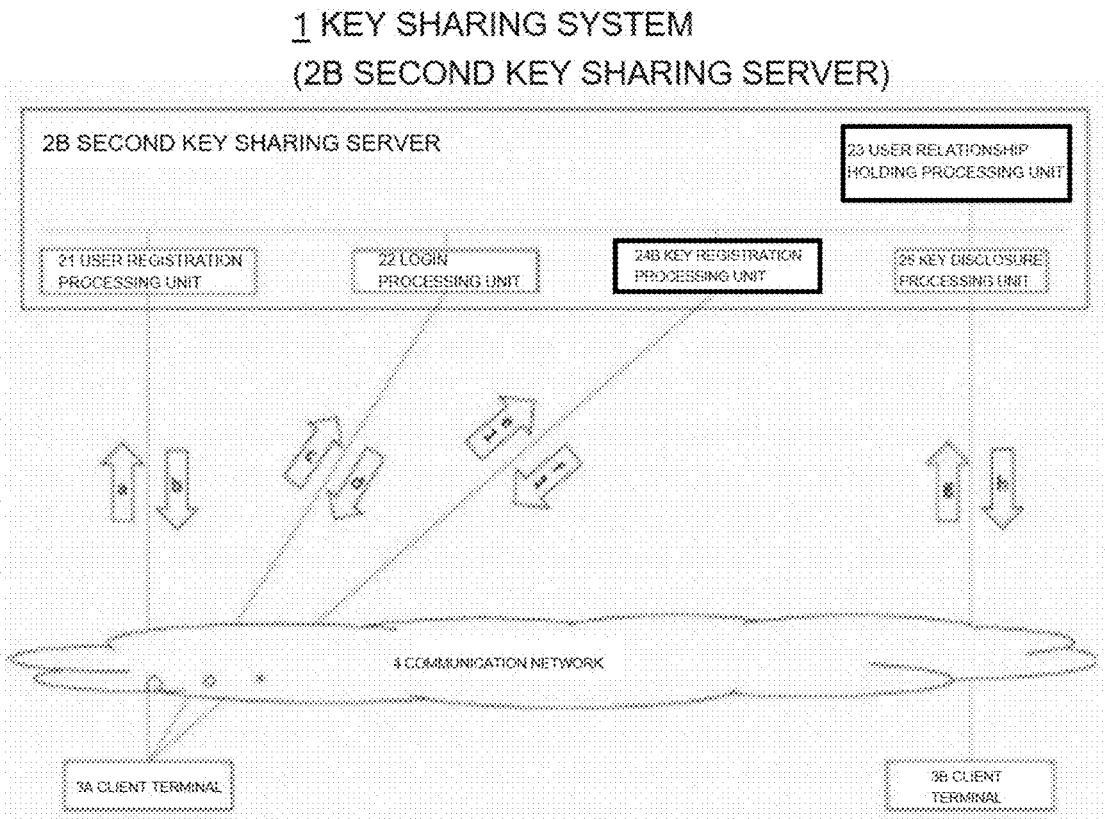 1 KEY SHARING SYSTEM
(2B SECOND KEY SHARING SERVER)
2B SECOND KEY SHARING SERVER
23 USER RELATIONSHIP
HOLDING PROCESSING UNIT
21 USER REGISTRATION
PROCESSING UNIT
22 LOGIN
PROCESSING UNIT
24B KEY REGISTRATION
PROCESSING UNIT
25 KEY DISCLOSURE
PROCESSING UNIT
a
b
c
d
g
h
4 COMMUNICATION NETWORK
3A CLIENT TERMINAL
3B CLIENT
TERMINAL